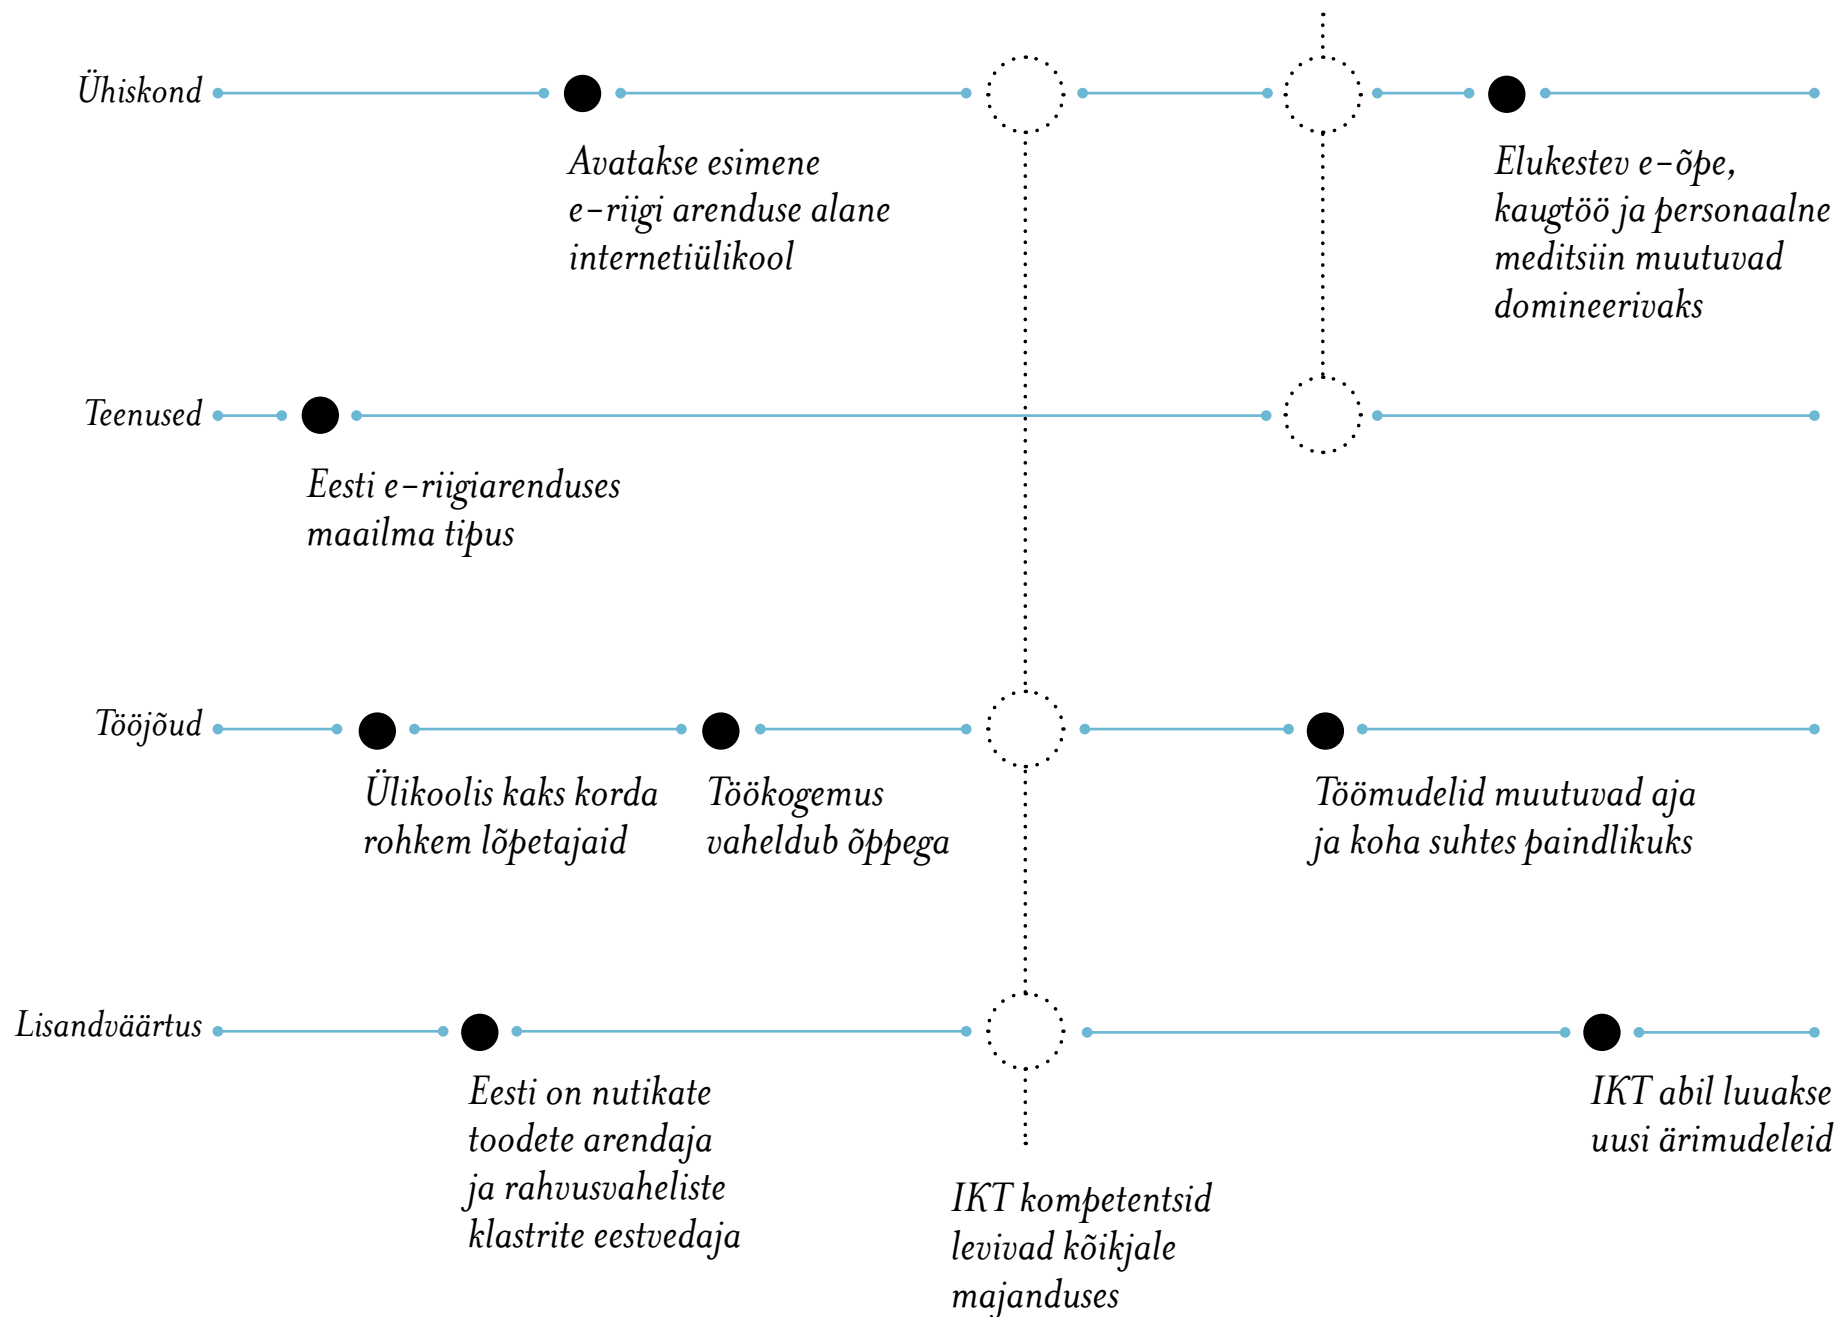 Ühiskond
Avatakse esimene
e-riigi arenduse alane
internetiülikool
Elukestev e-õpe,
kaugtöö ja personaalne
meditsiin muutuvad
domineerivaks
Teenused
Eesti e-riigiarenduses
maailma tipus
Tööjõud
Ülikoolis kaks korda
rohkem lõpetajaid
Töökogemus
vaheldub õppega
Töömudelid muutuvad aja
ja koha suhtes paindlikuks
Lisandväärtus
Eesti on nutikate
toodete arendaja
ja rahvusvaheliste
klastrite eestvedaja
IKT kompetentsid
levivad kõikjale
majanduses
IKT abil luuakse
uusi ärimudeleid